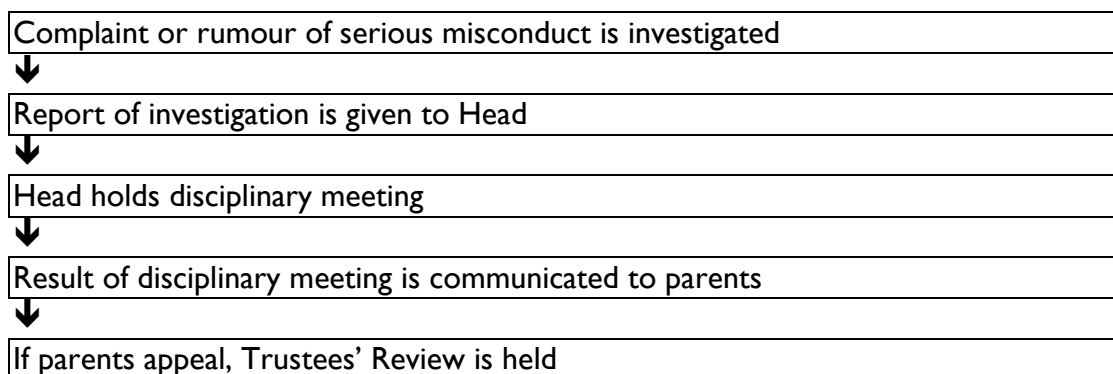 Complaint or rumour of serious misconduct is investigated
Report of investigation is given to Head
Head holds disciplinary meeting
Result of disciplinary meeting is communicated to parents
If parents appeal, Trustees’ Review is held